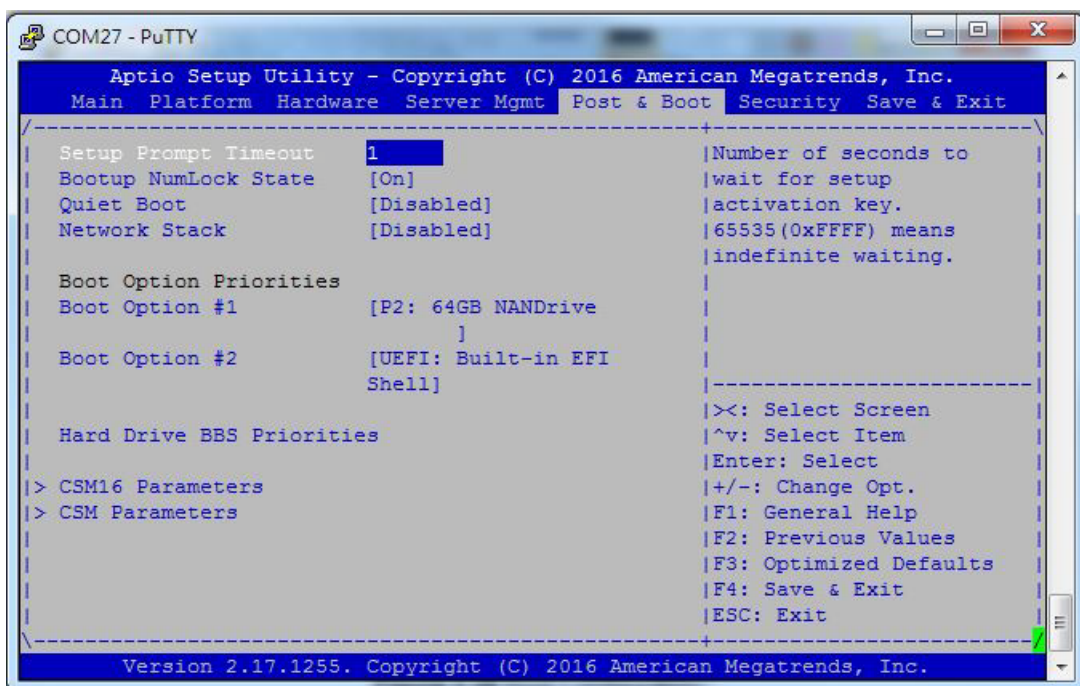 COM27 - PuTTY
Aptio Setup Utility - Copyright (C) 2016 American Megatrends, Inc.
Main Platform Hardware Server Mgmt Post & Boot Security Save & Exit
Setup Prompt Timeout 1
Bootup NumLock State [On]
Quiet Boot [Disabled]
Network Stack [Disabled]
Boot Option Priorities
Boot Option #1 [P2: 64GB NANDrive
]
Boot Option #2 [UEFI: Built-in EFI
Shell]
Hard Drive BBS Priorities
> CSM16 Parameters
> CSM Parameters
Number of seconds to
wait for setup
activation key.
65535(0xFFFF) means
indefinite waiting.
><: Select Screen
^v: Select Item
Enter: Select
+/-: Change Opt.
F1: General Help
F2: Previous Values
F3: Optimized Defaults
F4: Save & Exit
ESC: Exit
Version 2.17.1255. Copyright (C) 2016 American Megatrends, Inc.